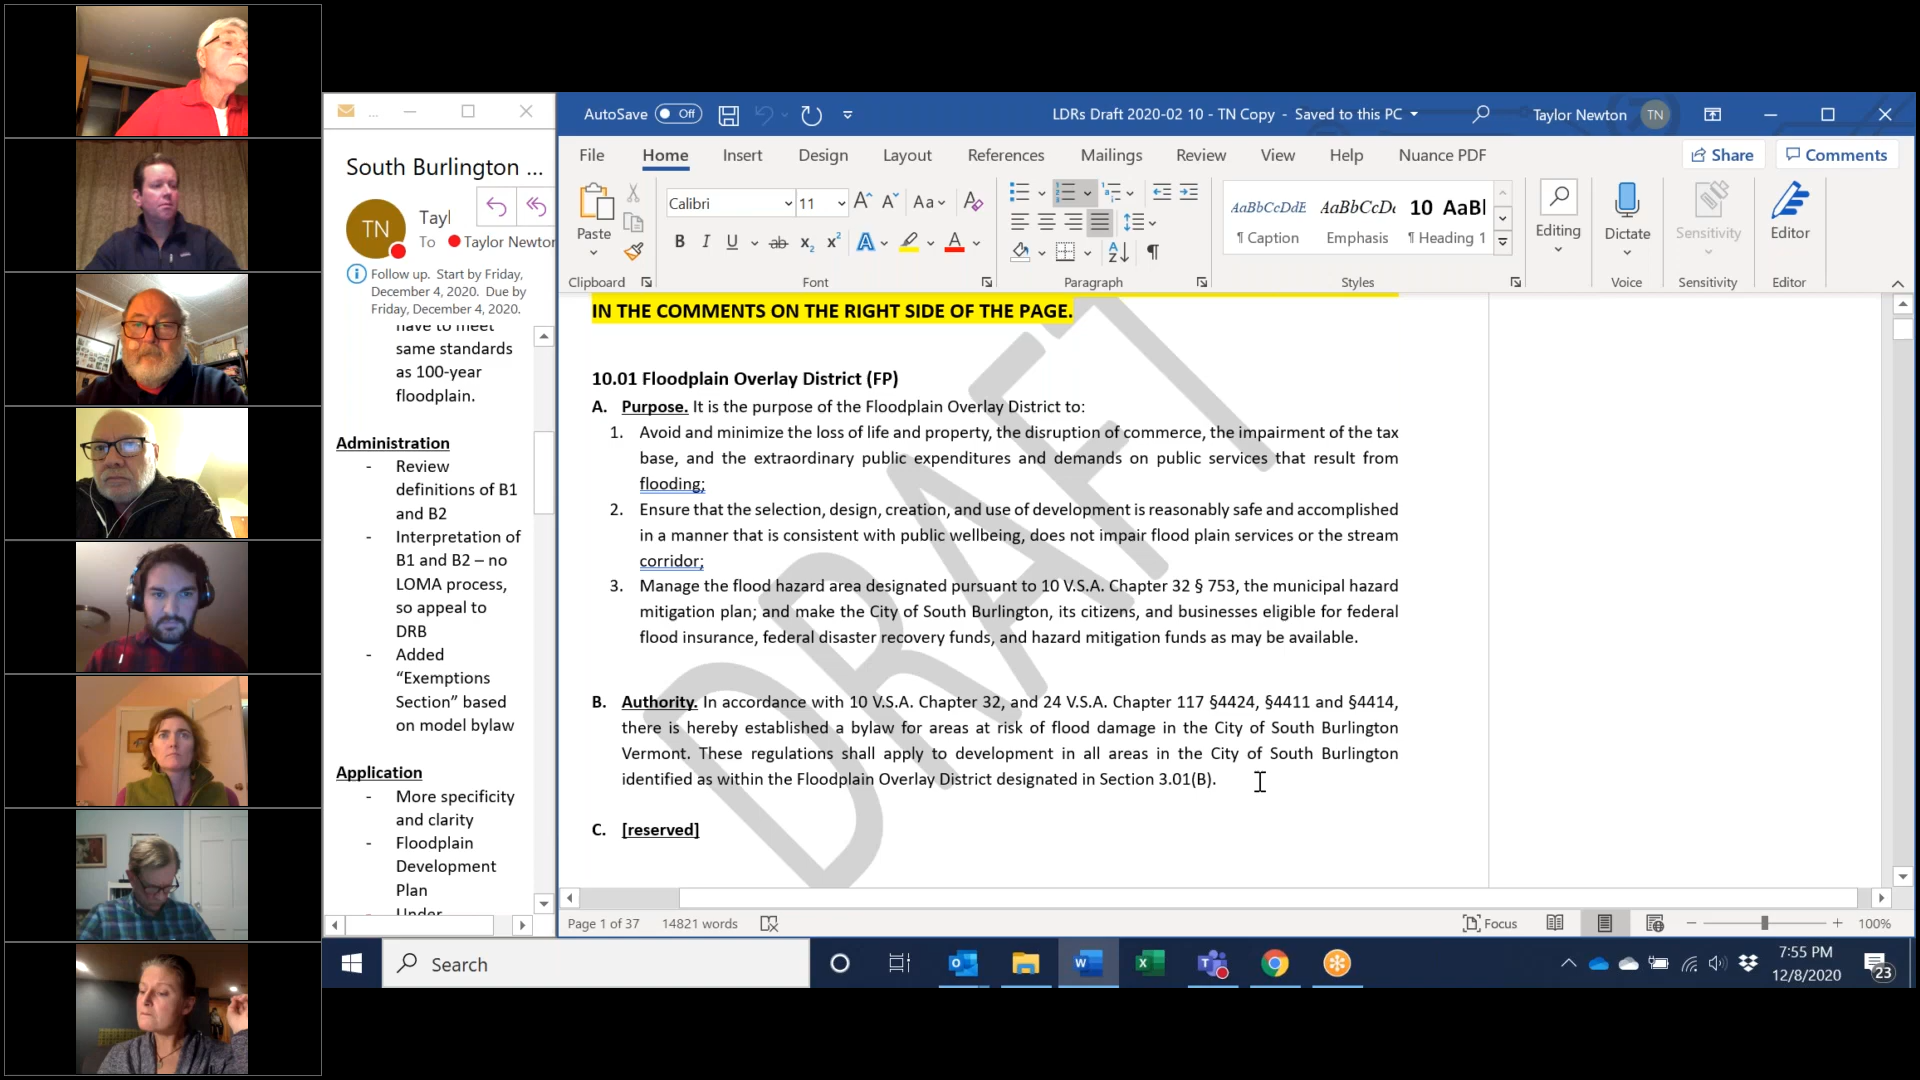 South Burlington ...
TN
Tayl
To Taylor Newton
Follow up. Start by Friday,
December 4, 2020. Due by
Friday, December 4, 2020.
have to meet
same standards
as 100-year
floodplain.
Administration
- Review
definitions of B1
and B2
- Interpretation of
B1 and B2 – no
LOMA process,
so appeal to
DRB
- Added
“Exemptions
Section” based
on model bylaw
Application
- More specificity
and clarity
- Floodplain
Development
Plan
- Under
AutoSave Off
LDRs Draft 2020-02 10 - TN Copy - Saved to this PC
Taylor Newton TN
File Home Insert Design Layout References Mailings Review View Help Nuance PDF Share Comments
Paste
Clipboard
Calibri 11
Aa
B I U ab x₂ x² A A
Font
Paragraph
AaBbCcDdE AaBbCcDc 10 AaBl
¶ Caption Emphasis ¶ Heading 1
Styles
Editing
Dictate
Voice
Sensitivity
Sensitivity
Editor
Editor
IN THE COMMENTS ON THE RIGHT SIDE OF THE PAGE.
DRAFT
10.01 Floodplain Overlay District (FP)
A. Purpose. It is the purpose of the Floodplain Overlay District to:
1. Avoid and minimize the loss of life and property, the disruption of commerce, the impairment of the tax
base, and the extraordinary public expenditures and demands on public services that result from
flooding;
2. Ensure that the selection, design, creation, and use of development is reasonably safe and accomplished
in a manner that is consistent with public wellbeing, does not impair flood plain services or the stream
corridor;
3. Manage the flood hazard area designated pursuant to 10 V.S.A. Chapter 32 § 753, the municipal hazard
mitigation plan; and make the City of South Burlington, its citizens, and businesses eligible for federal
flood insurance, federal disaster recovery funds, and hazard mitigation funds as may be available.
B. Authority. In accordance with 10 V.S.A. Chapter 32, and 24 V.S.A. Chapter 117 §4424, §4411 and §4414,
there is hereby established a bylaw for areas at risk of flood damage in the City of South Burlington
Vermont. These regulations shall apply to development in all areas in the City of South Burlington
identified as within the Floodplain Overlay District designated in Section 3.01(B).
C. [reserved]
Page 1 of 37 14821 words
Focus
100%
Search
7:55 PM
12/8/2020
23